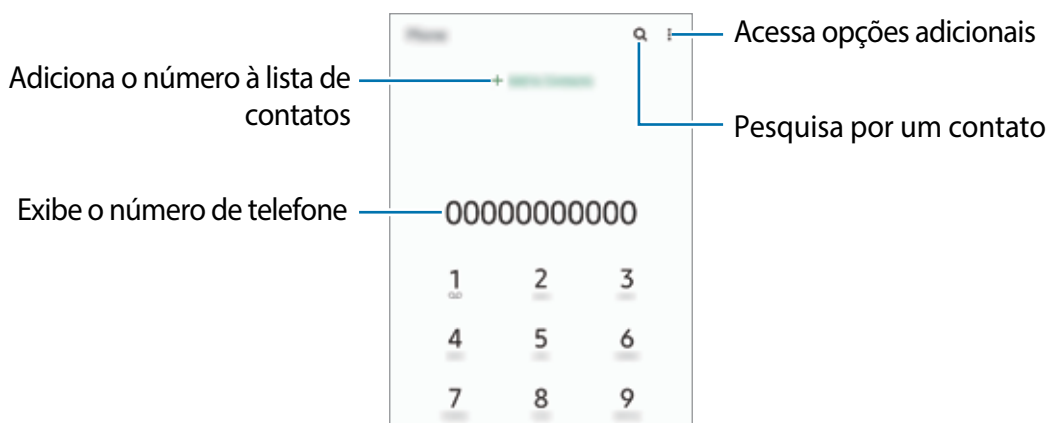 Acessa opções adicionais
Adiciona o número à lista de
contatos
Pesquisa por um contato
Exibe o número de telefone
00000000000
1 2 3
4 5 6
7 8 9